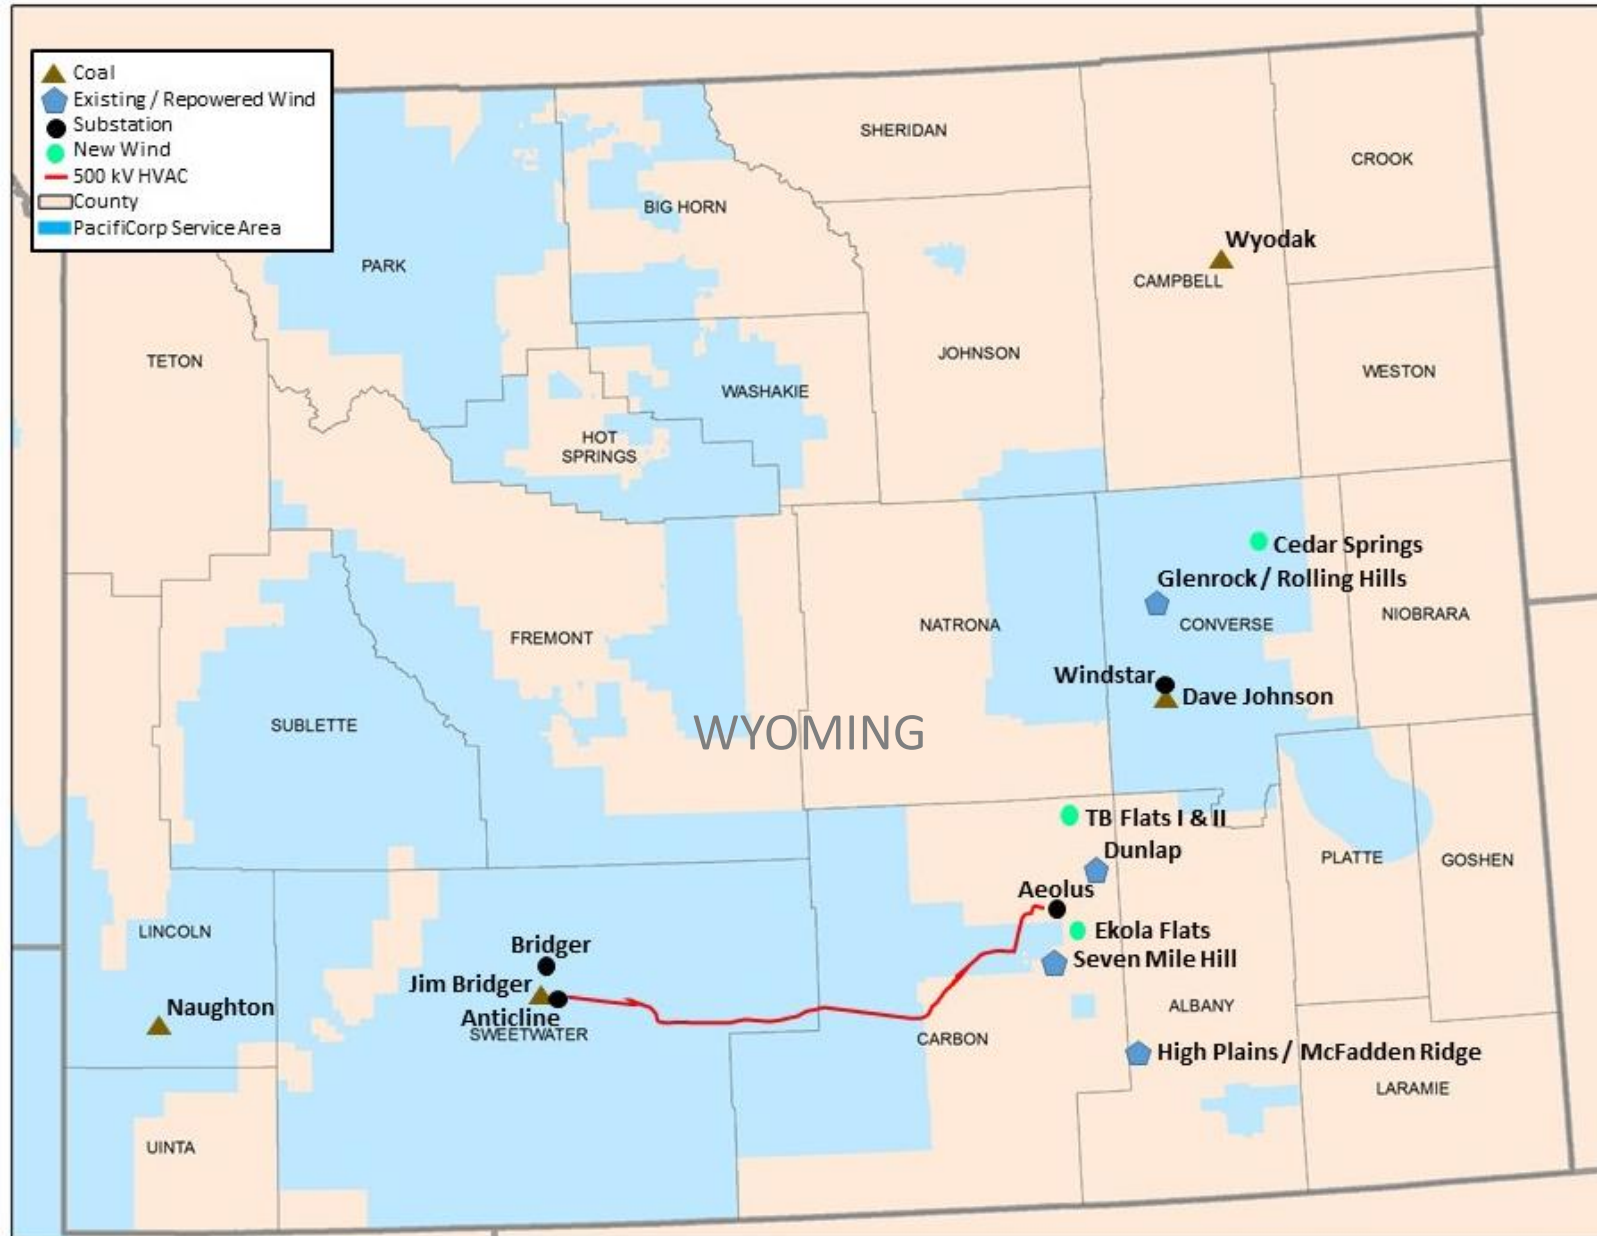 Coal
Existing / Repowered Wind
Substation
New Wind
500 kV HVAC
County
PacifiCorp Service Area
SHERIDAN
CROOK
BIG HORN
Wyodak
PARK
CAMPBELL
TETON
JOHNSON
WESTON
WASHAKIE
HOT
SPRINGS
Cedar Springs
Glenrock / Rolling Hills
NIOBRARA
NATRONA
CONVERSE
FREMONT
Windstar
Dave Johnson
SUBLETTE
WYOMING
TB Flats I & II
Dunlap
PLATTE
GOSHEN
Aeolus
LINCOLN
Ekola Flats
Bridger
Seven Mile Hill
Jim Bridger
Naughton
ALBANY
Anticline
SWEETWATER
CARBON
High Plains / McFadden Ridge
LARAMIE
UINTA